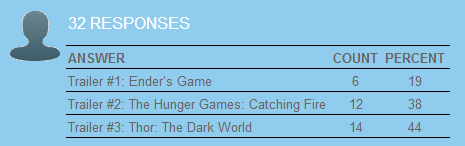 32 RESPONSES
ANSWER COUNT PERCENT
Trailer #1: Ender's Game 6 19
Trailer #2: The Hunger Games: Catching Fire 12 38
Trailer #3: Thor: The Dark World 14 44